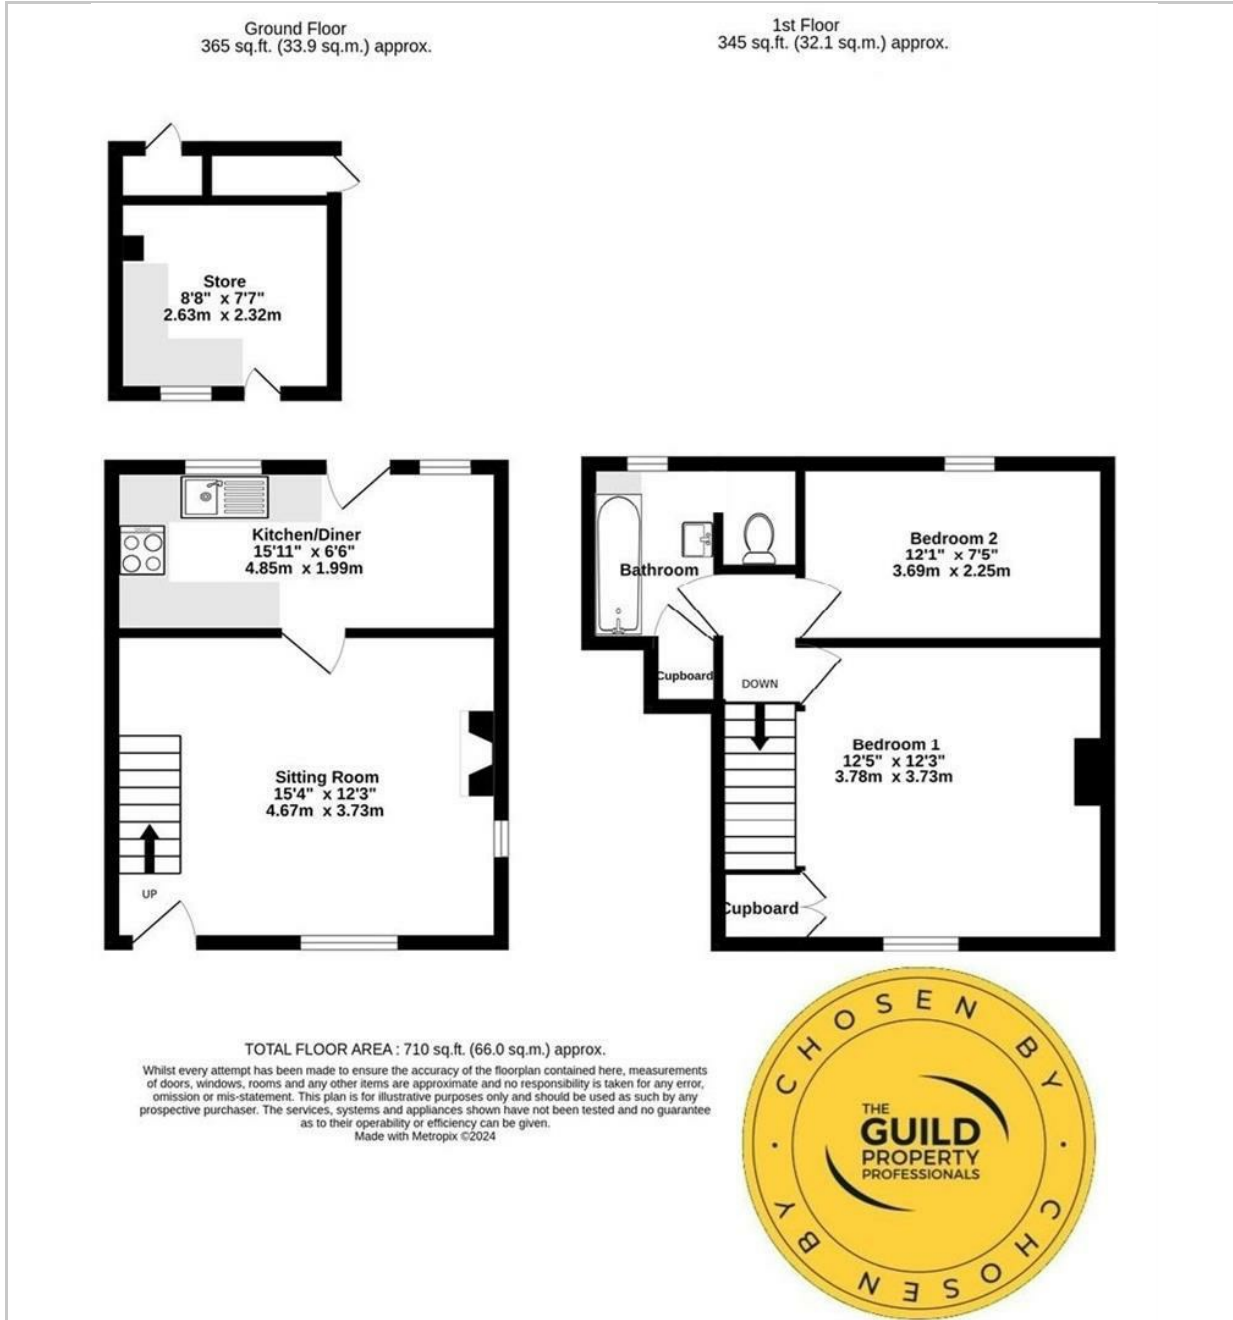 Ground Floor
365 sq.ft. (33.9 sq.m.) approx.
1st Floor
345 sq.ft. (32.1 sq.m.) approx.
Store
8'8" x 7'7"
2.63m x 2.32m
Kitchen/Diner
15'11" x 6'6"
4.85m x 1.99m
Sitting Room
15'4" x 12'3"
4.67m x 3.73m
UP
Bathroom
Cupboard
DOWN
Bedroom 2
12'1" x 7'5"
3.69m x 2.25m
Bedroom 1
12'5" x 12'3"
3.78m x 3.73m
Cupboard
TOTAL FLOOR AREA : 710 sq.ft. (66.0 sq.m.) approx.
Whilst every attempt has been made to ensure the accuracy of the floorplan contained here, measurements
of doors, windows, rooms and any other items are approximate and no responsibility is taken for any error,
omission or mis-statement. This plan is for illustrative purposes only and should be used as such by any
prospective purchaser. The services, systems and appliances shown have not been tested and no guarantee
as to their operability or efficiency can be given.
Made with Metropix ©2024
CHOSEN BY
THE
GUILD
PROPERTY
PROFESSIONALS
CHOSEN BY